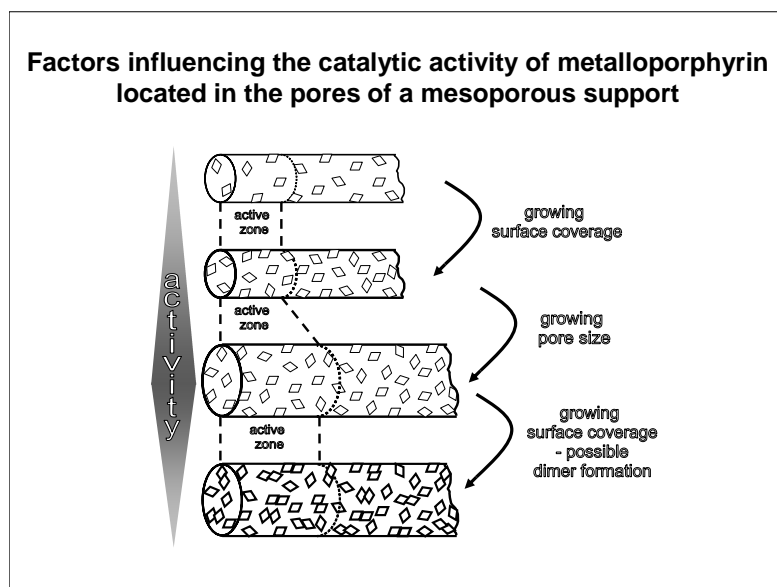 Factors influencing the catalytic activity of metalloporphyrin
located in the pores of a mesoporous support
activity
active
zone
growing
surface coverage
active
zone
growing
pore size
active
zone
growing
surface coverage
- possible
dimer formation